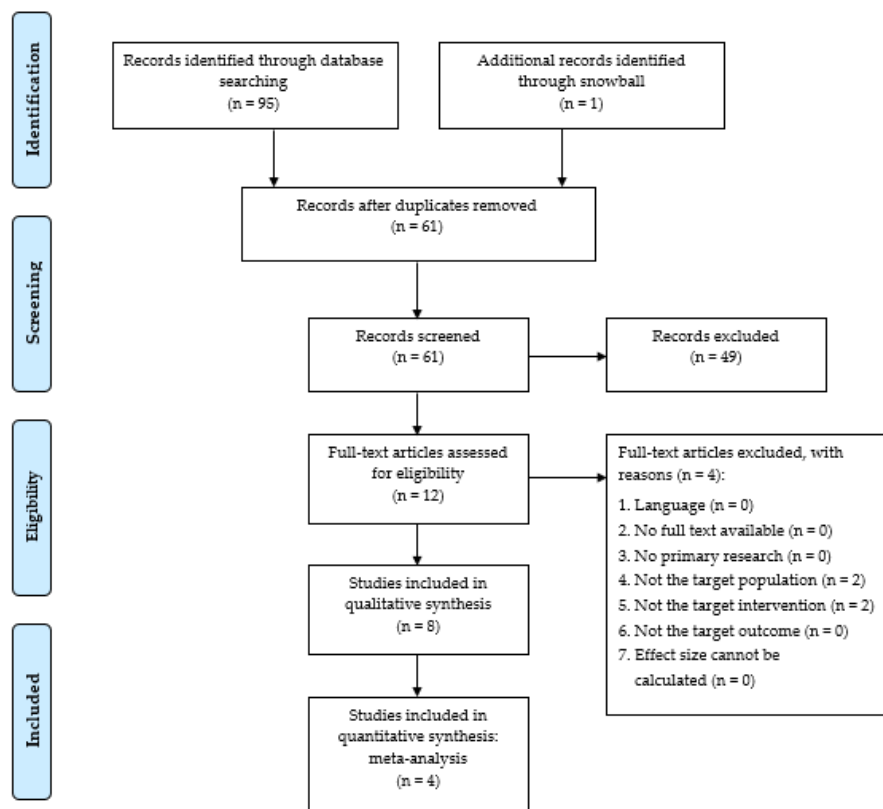 Identification
Records identified through database
searching
(n = 95)
Additional records identified
through snowball
(n = 1)
Records after duplicates removed
(n = 61)
Screening
Records screened
(n = 61)
Records excluded
(n = 49)
Eligibility
Full-text articles assessed
for eligibility
(n = 12)
Full-text articles excluded, with
reasons (n = 4):
1. Language (n = 0)
2. No full text available (n = 0)
3. No primary research (n = 0)
4. Not the target population (n = 2)
5. Not the target intervention (n = 2)
6. Not the target outcome (n = 0)
7. Effect size cannot be
calculated (n = 0)
Studies included in
qualitative synthesis
(n = 8)
Included
Studies included in
quantitative synthesis:
meta-analysis
(n = 4)